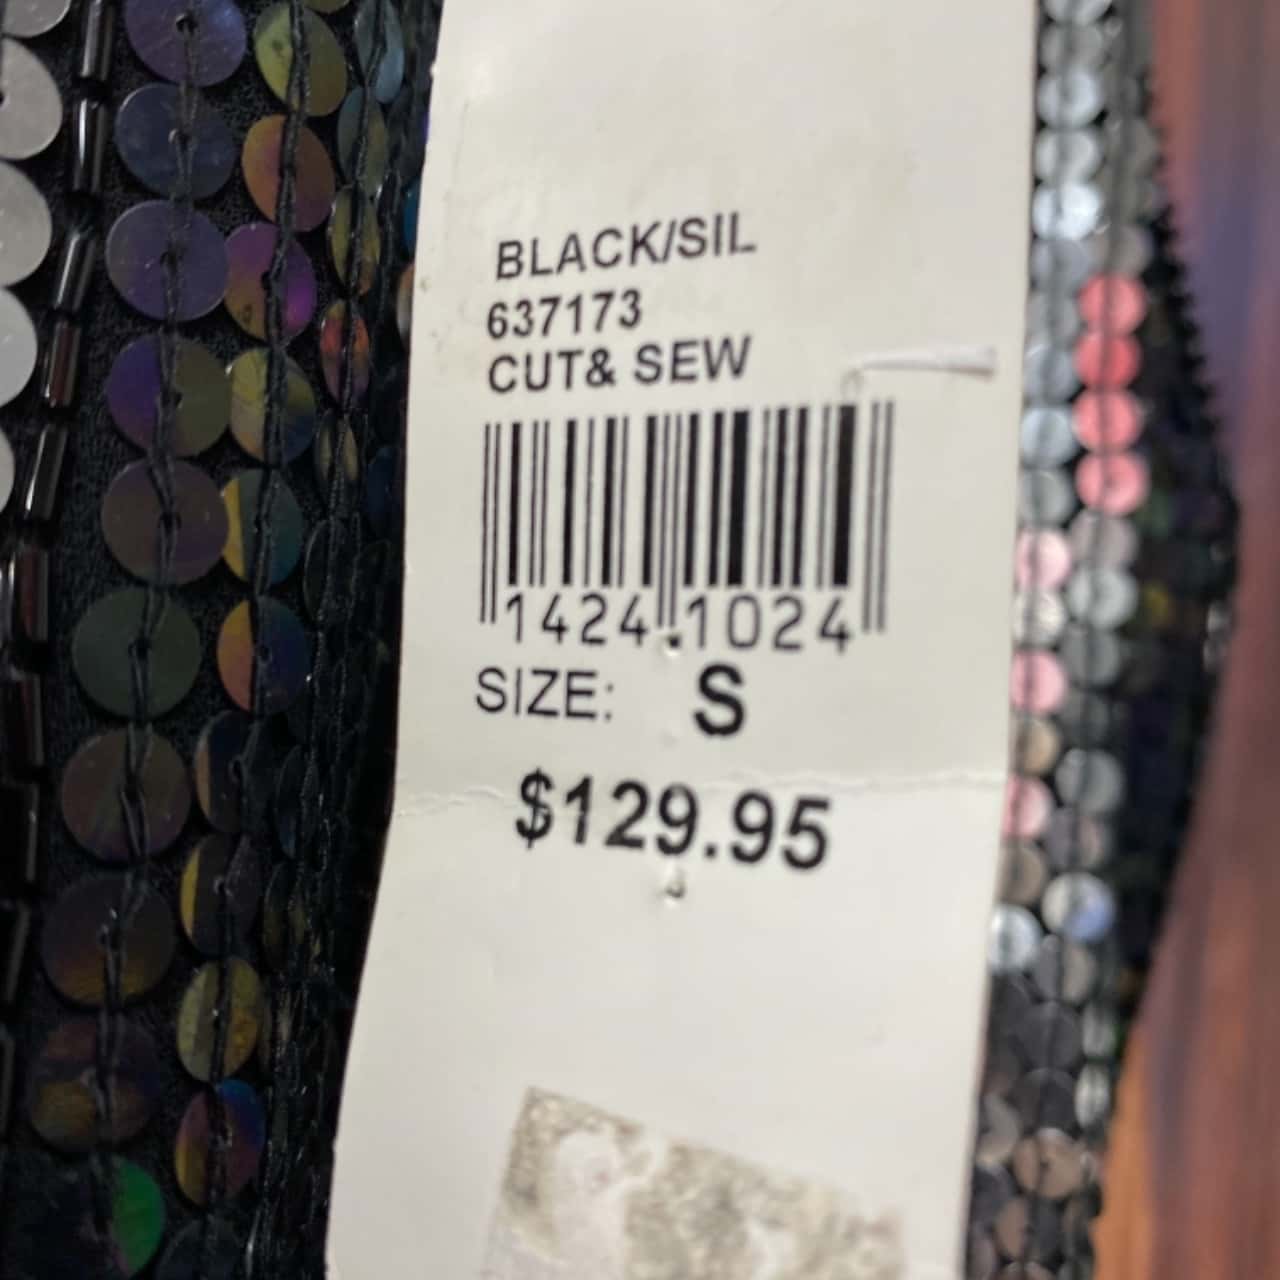 BLACK/SIL
637173
CUT& SEW
1424 1024
SIZE: S
$129.95